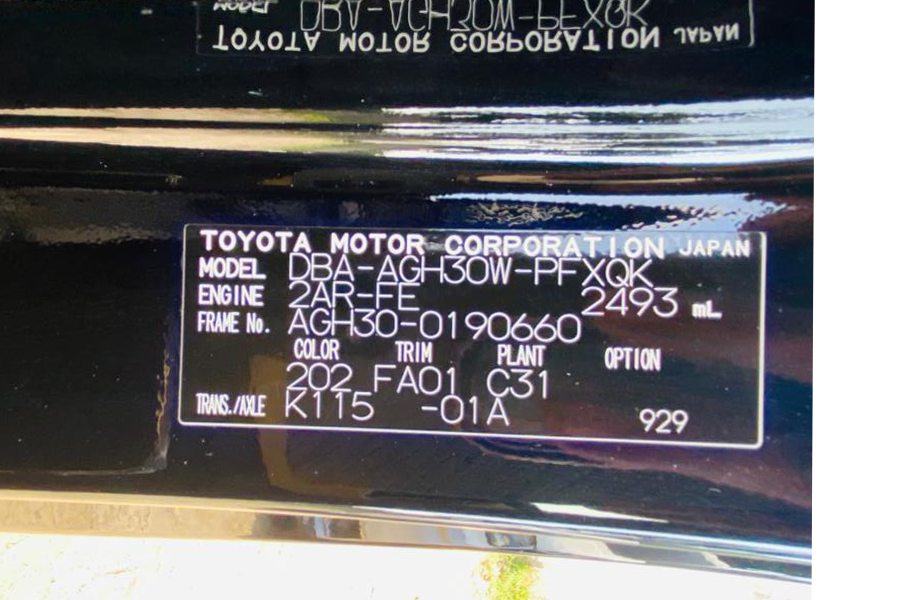 MODEL DBA-AGH30W-PFXQK
TOYOTA MOTOR CORPORATION JAPAN
TOYOTA MOTOR CORPORATION JAPAN
MODEL DBA-AGH30W-PFXQK
ENGINE 2AR-FE 2493 mL
FRAME No. AGH30-0190660
COLOR TRIM PLANT OPTION
202 FA01 C31
TRANS./AXLE K115 -01A 929